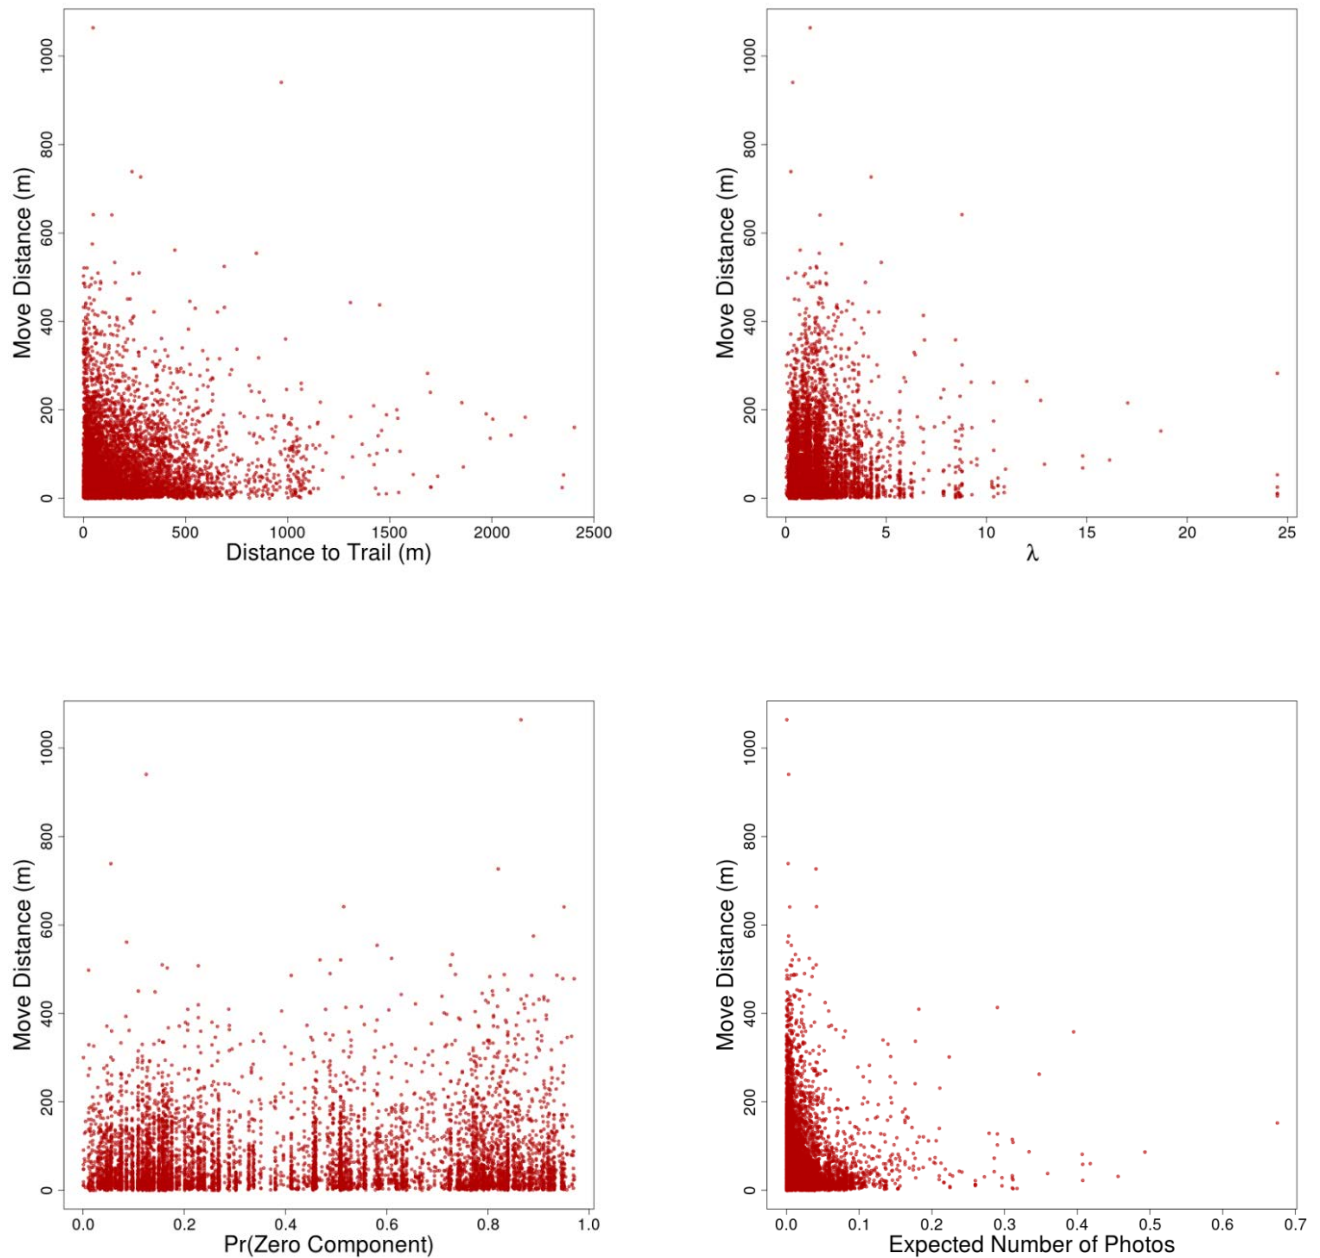 Move Distance (m)
0 200 400 600 800 1000
0 500 1000 1500 2000 2500
Distance to Trail (m)
Move Distance (m)
0 200 400 600 800 1000
0 5 10 15 20 25
λ
Move Distance (m)
0 200 400 600 800 1000
0.0 0.2 0.4 0.6 0.8 1.0
Pr(Zero Component)
Move Distance (m)
0 200 400 600 800 1000
0.0 0.1 0.2 0.3 0.4 0.5 0.6 0.7
Expected Number of Photos